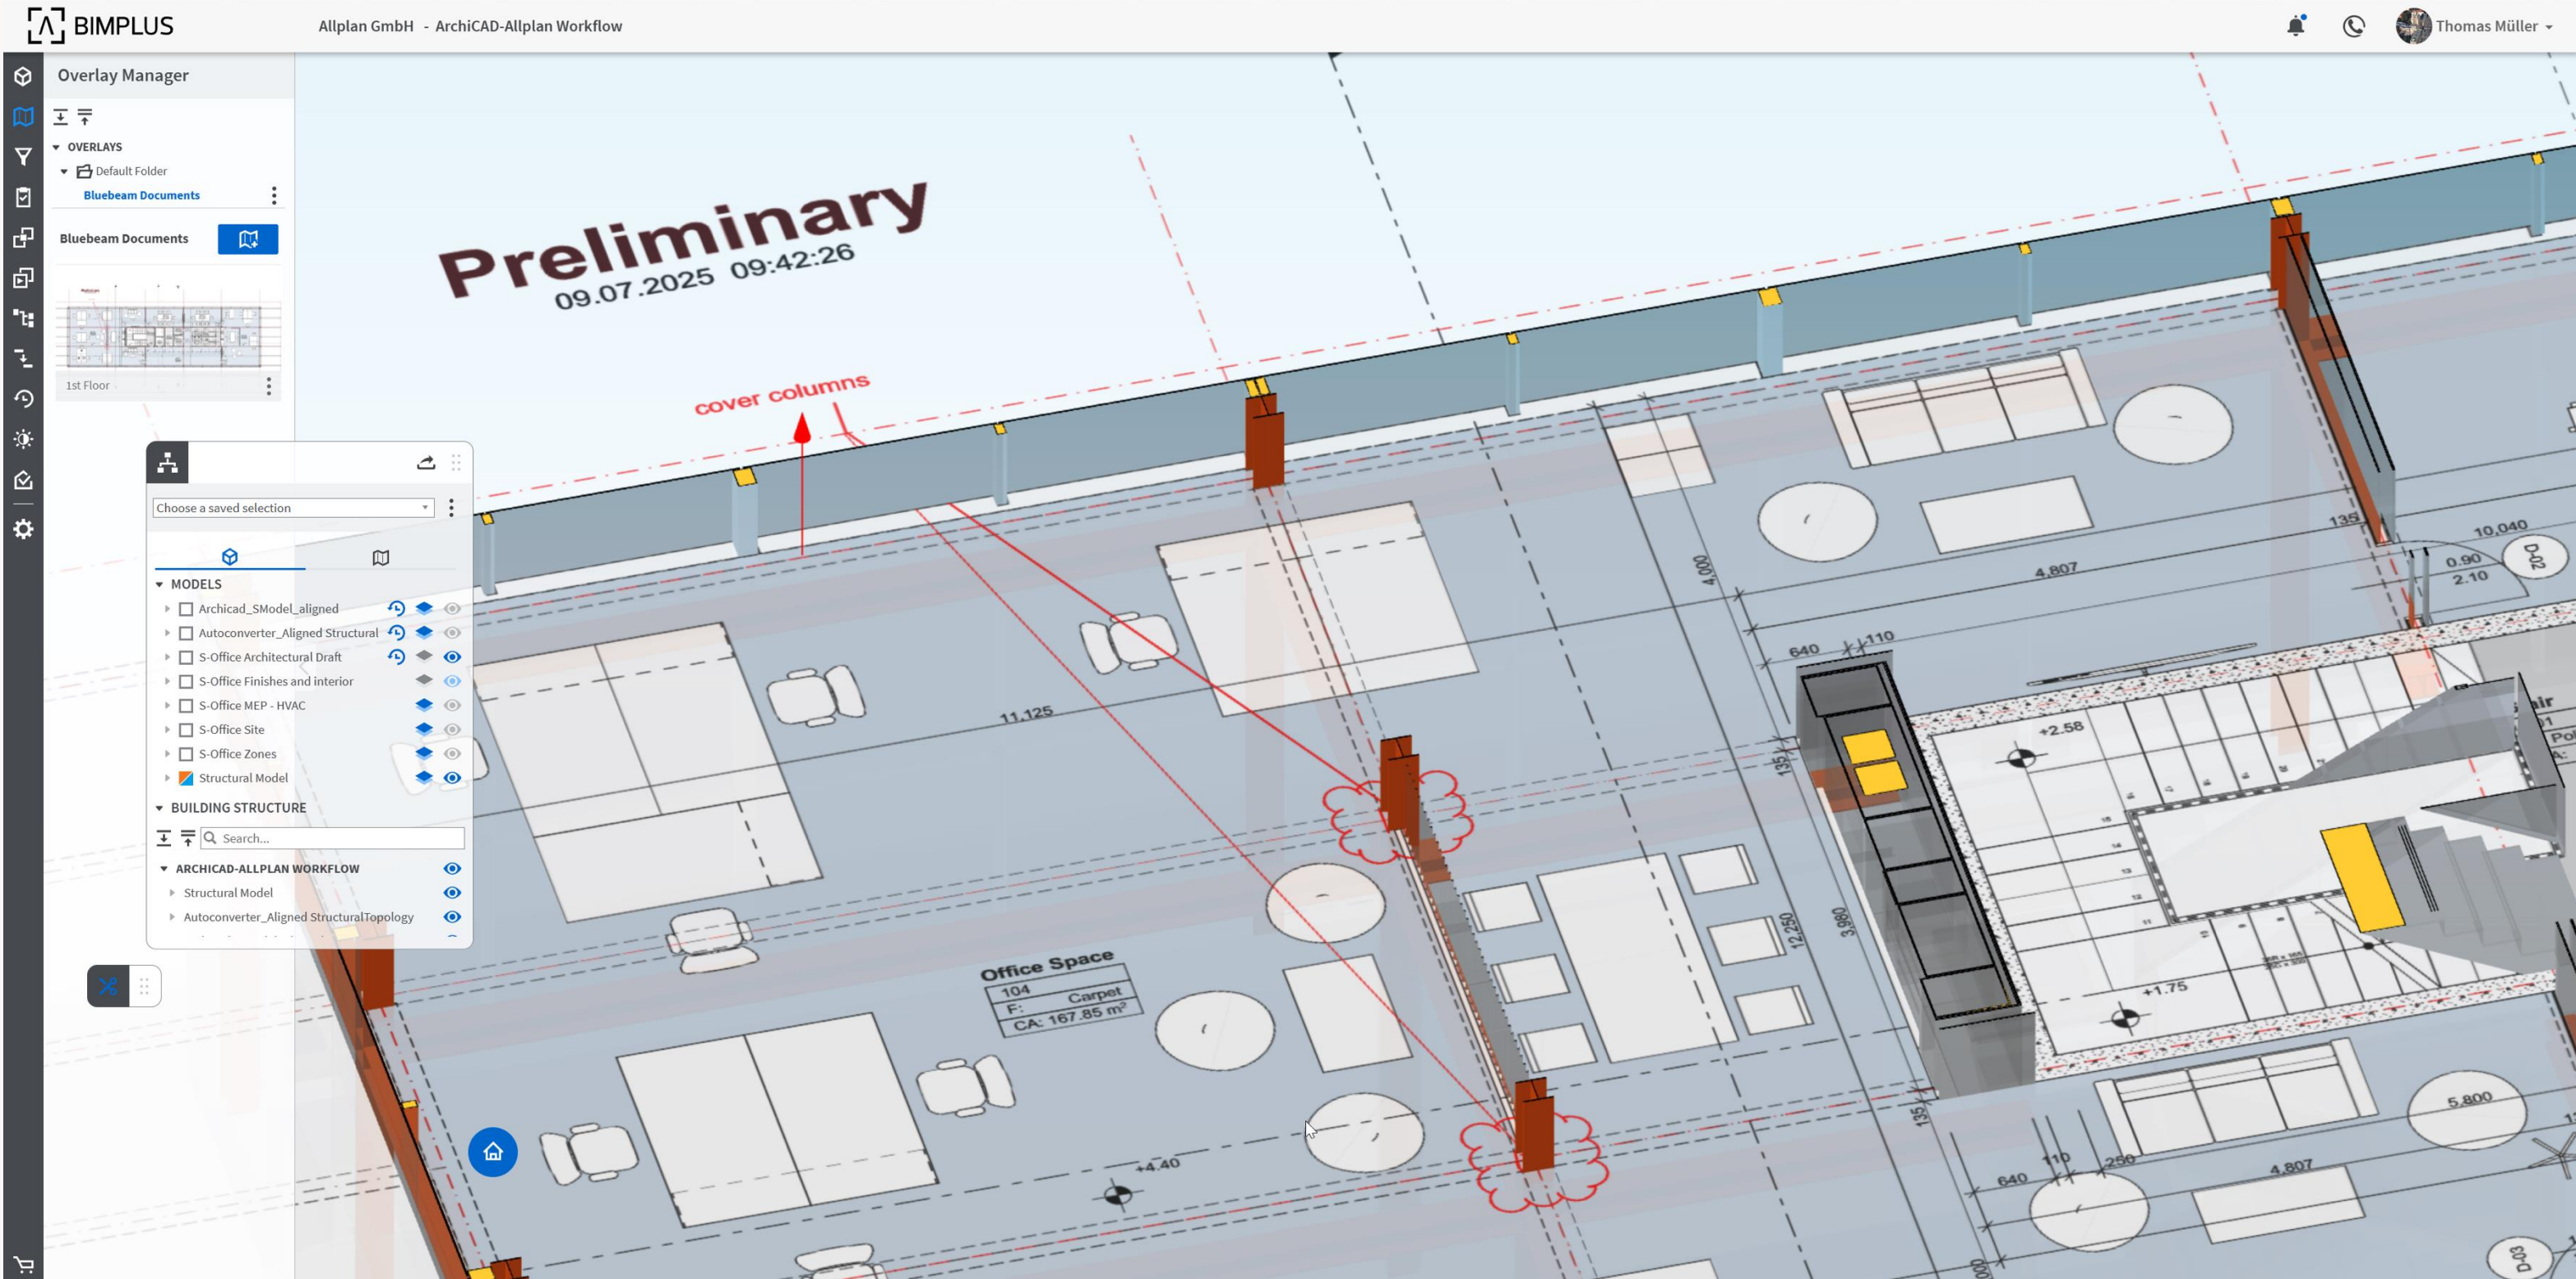 BIMPLUS
Allplan GmbH - ArchiCAD-Allplan Workflow
Thomas Müller
Overlay Manager
OVERLAYS
Default Folder
Bluebeam Documents
Bluebeam Documents
1st Floor
Choose a saved selection
MODELS
Archicad_SModel_aligned
Autoconverter_Aligned Structural
S-Office Architectural Draft
S-Office Finishes and interior
S-Office MEP - HVAC
S-Office Site
S-Office Zones
Structural Model
BUILDING STRUCTURE
Search...
ARCHICAD-ALLPLAN WORKFLOW
Structural Model
Autoconverter_Aligned StructuralTopology
Preliminary
09.07.2025 09:42:26
cover columns
11,125
4,000
4,807
135
10,040
0.90
2.10
D-02
640
110
+2.58
135
12,250
3,980
Office Space
104
F: Carpet
CA: 167.85 m²
+1.75
+4.40
135
5,800
640
110
250
4,807
D-03